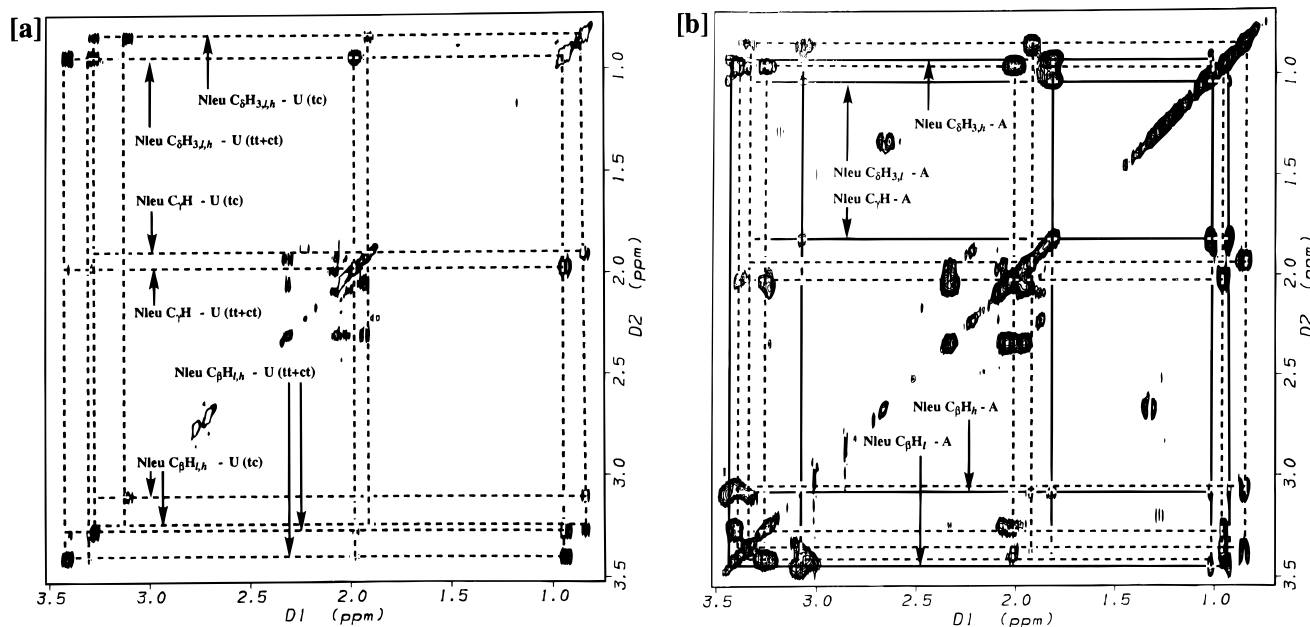 [a]
Nleu CδH3,l,h - U (tc)
Nleu CδH3,l,h - U (tt+ct)
Nleu CγH - U (tc)
Nleu CγH - U (tt+ct)
Nleu CβHl,h - U (tt+ct)
Nleu CβHl,h - U (tc)
1.0
1.5
2.0
2.5
3.0
3.5
D2 (ppm)
3.5 3.0 2.5 2.0 1.5 1.0
D1 (ppm)
[b]
Nleu CδH3,h - A
Nleu CδH3,l - A
Nleu CγH - A
Nleu CβHh - A
Nleu CβHl - A
1.0
1.5
2.0
2.5
3.0
3.5
D2 (ppm)
3.5 3.0 2.5 2.0 1.5 1.0
D1 (ppm)